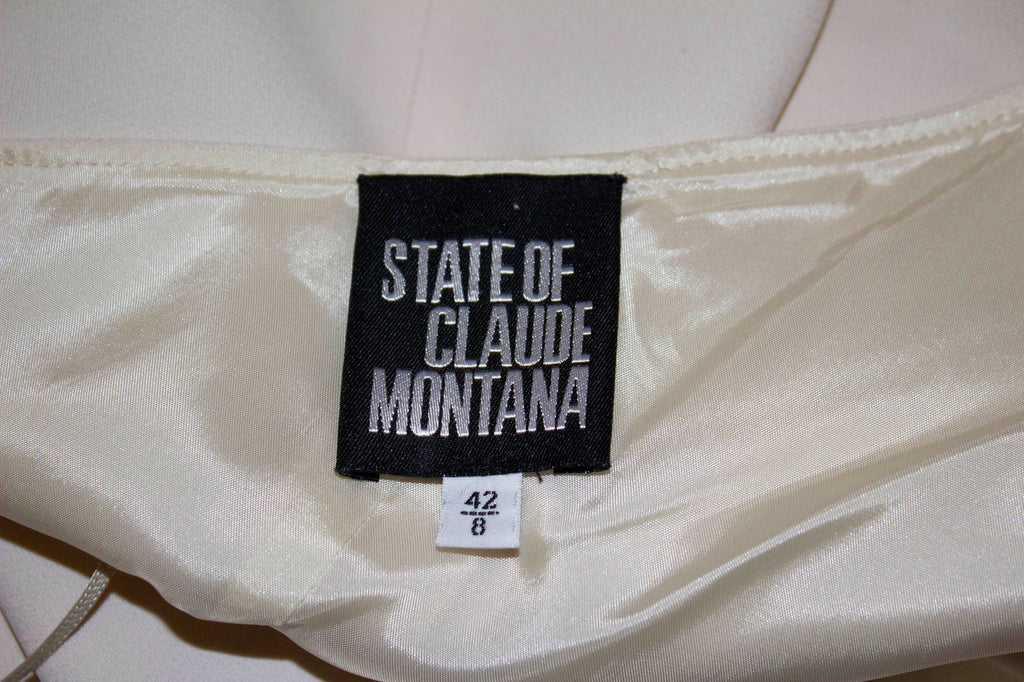 STATE OF
CLAUDE
MONTANA
42
8